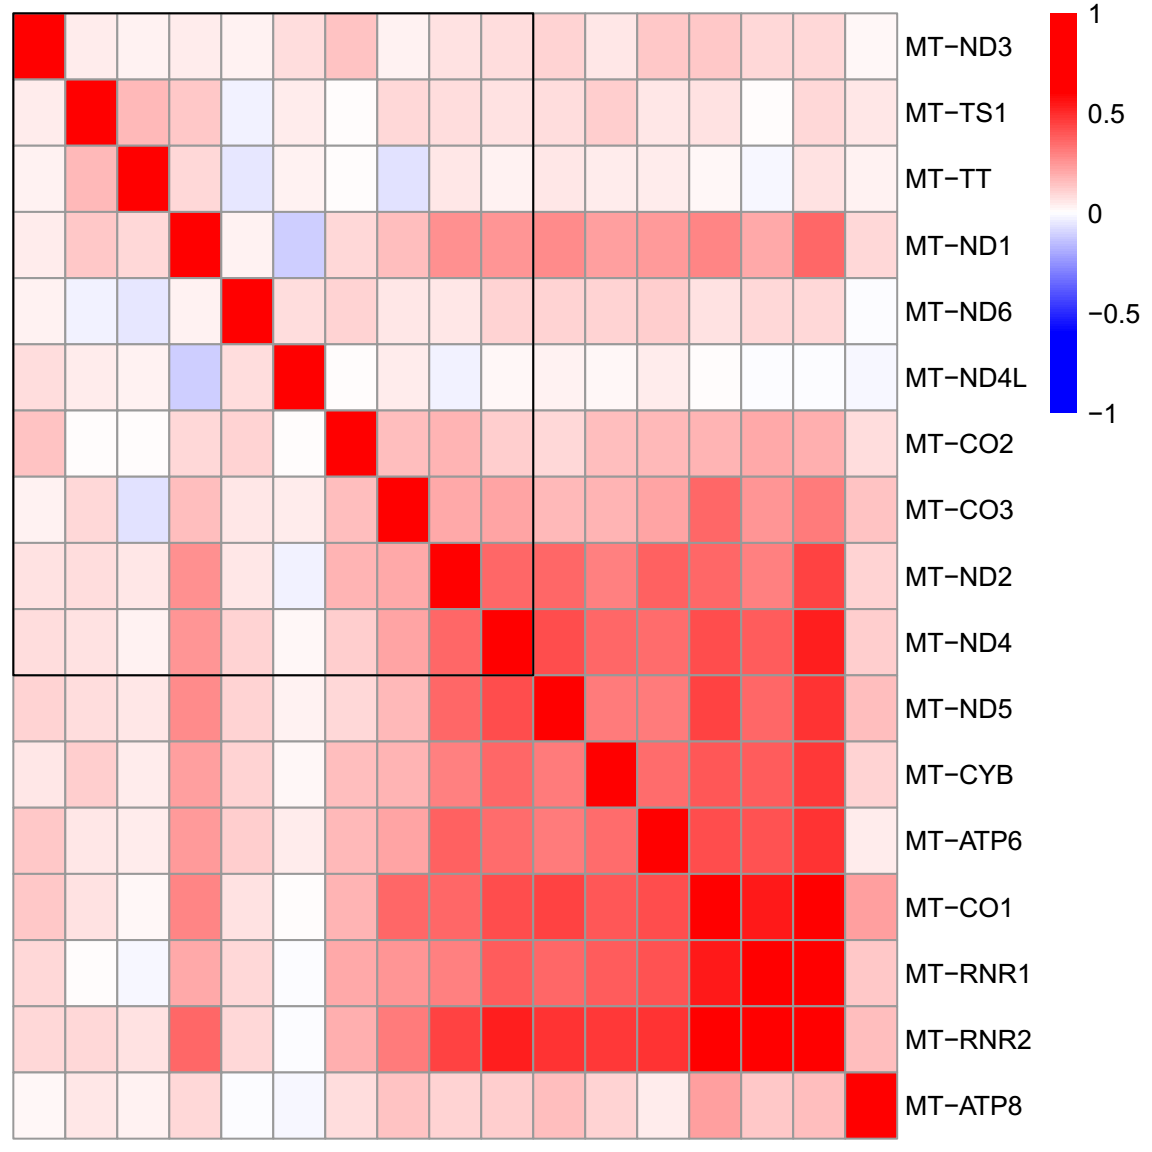 MT−ND3
MT−TS1
MT−TT
MT−ND1
MT−ND6
MT−ND4L
MT−CO2
MT−CO3
MT−ND2
MT−ND4
MT−ND5
MT−CYB
MT−ATP6
MT−CO1
MT−RNR1
MT−RNR2
MT−ATP8
1
0.5
0
−0.5
−1